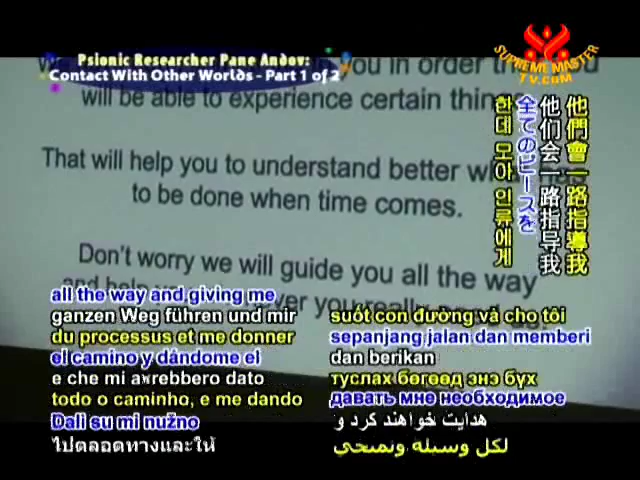 Psionic Researcher Pane Andov:
Contact With Other Worlds - Part 1 of 2
SUPREME MASTER
TV.COM
you in order
will be able to experience certain
That will help you to understand better
to be done when time comes.
Don't worry we will guide you all the way
and help you
you really
他們會一路指導我
他们会一路指导我
全てのピースを
한데 모아 인류에게
all the way and giving me
ganzen Weg führen und mir
du processus et me donner
el camino y dándome el
e che mi avrebbero dato
todo o caminho, e me dando
Dali su mi nužno
ไปตลอดทางและให้
suốt con đường và cho tôi
sepanjang jalan dan memberi
dan berikan
туслах бөгөөд энэ бүх
давать мне необходимое
هدایت خواهند کرد و
لكل وسيلة وتمنحني